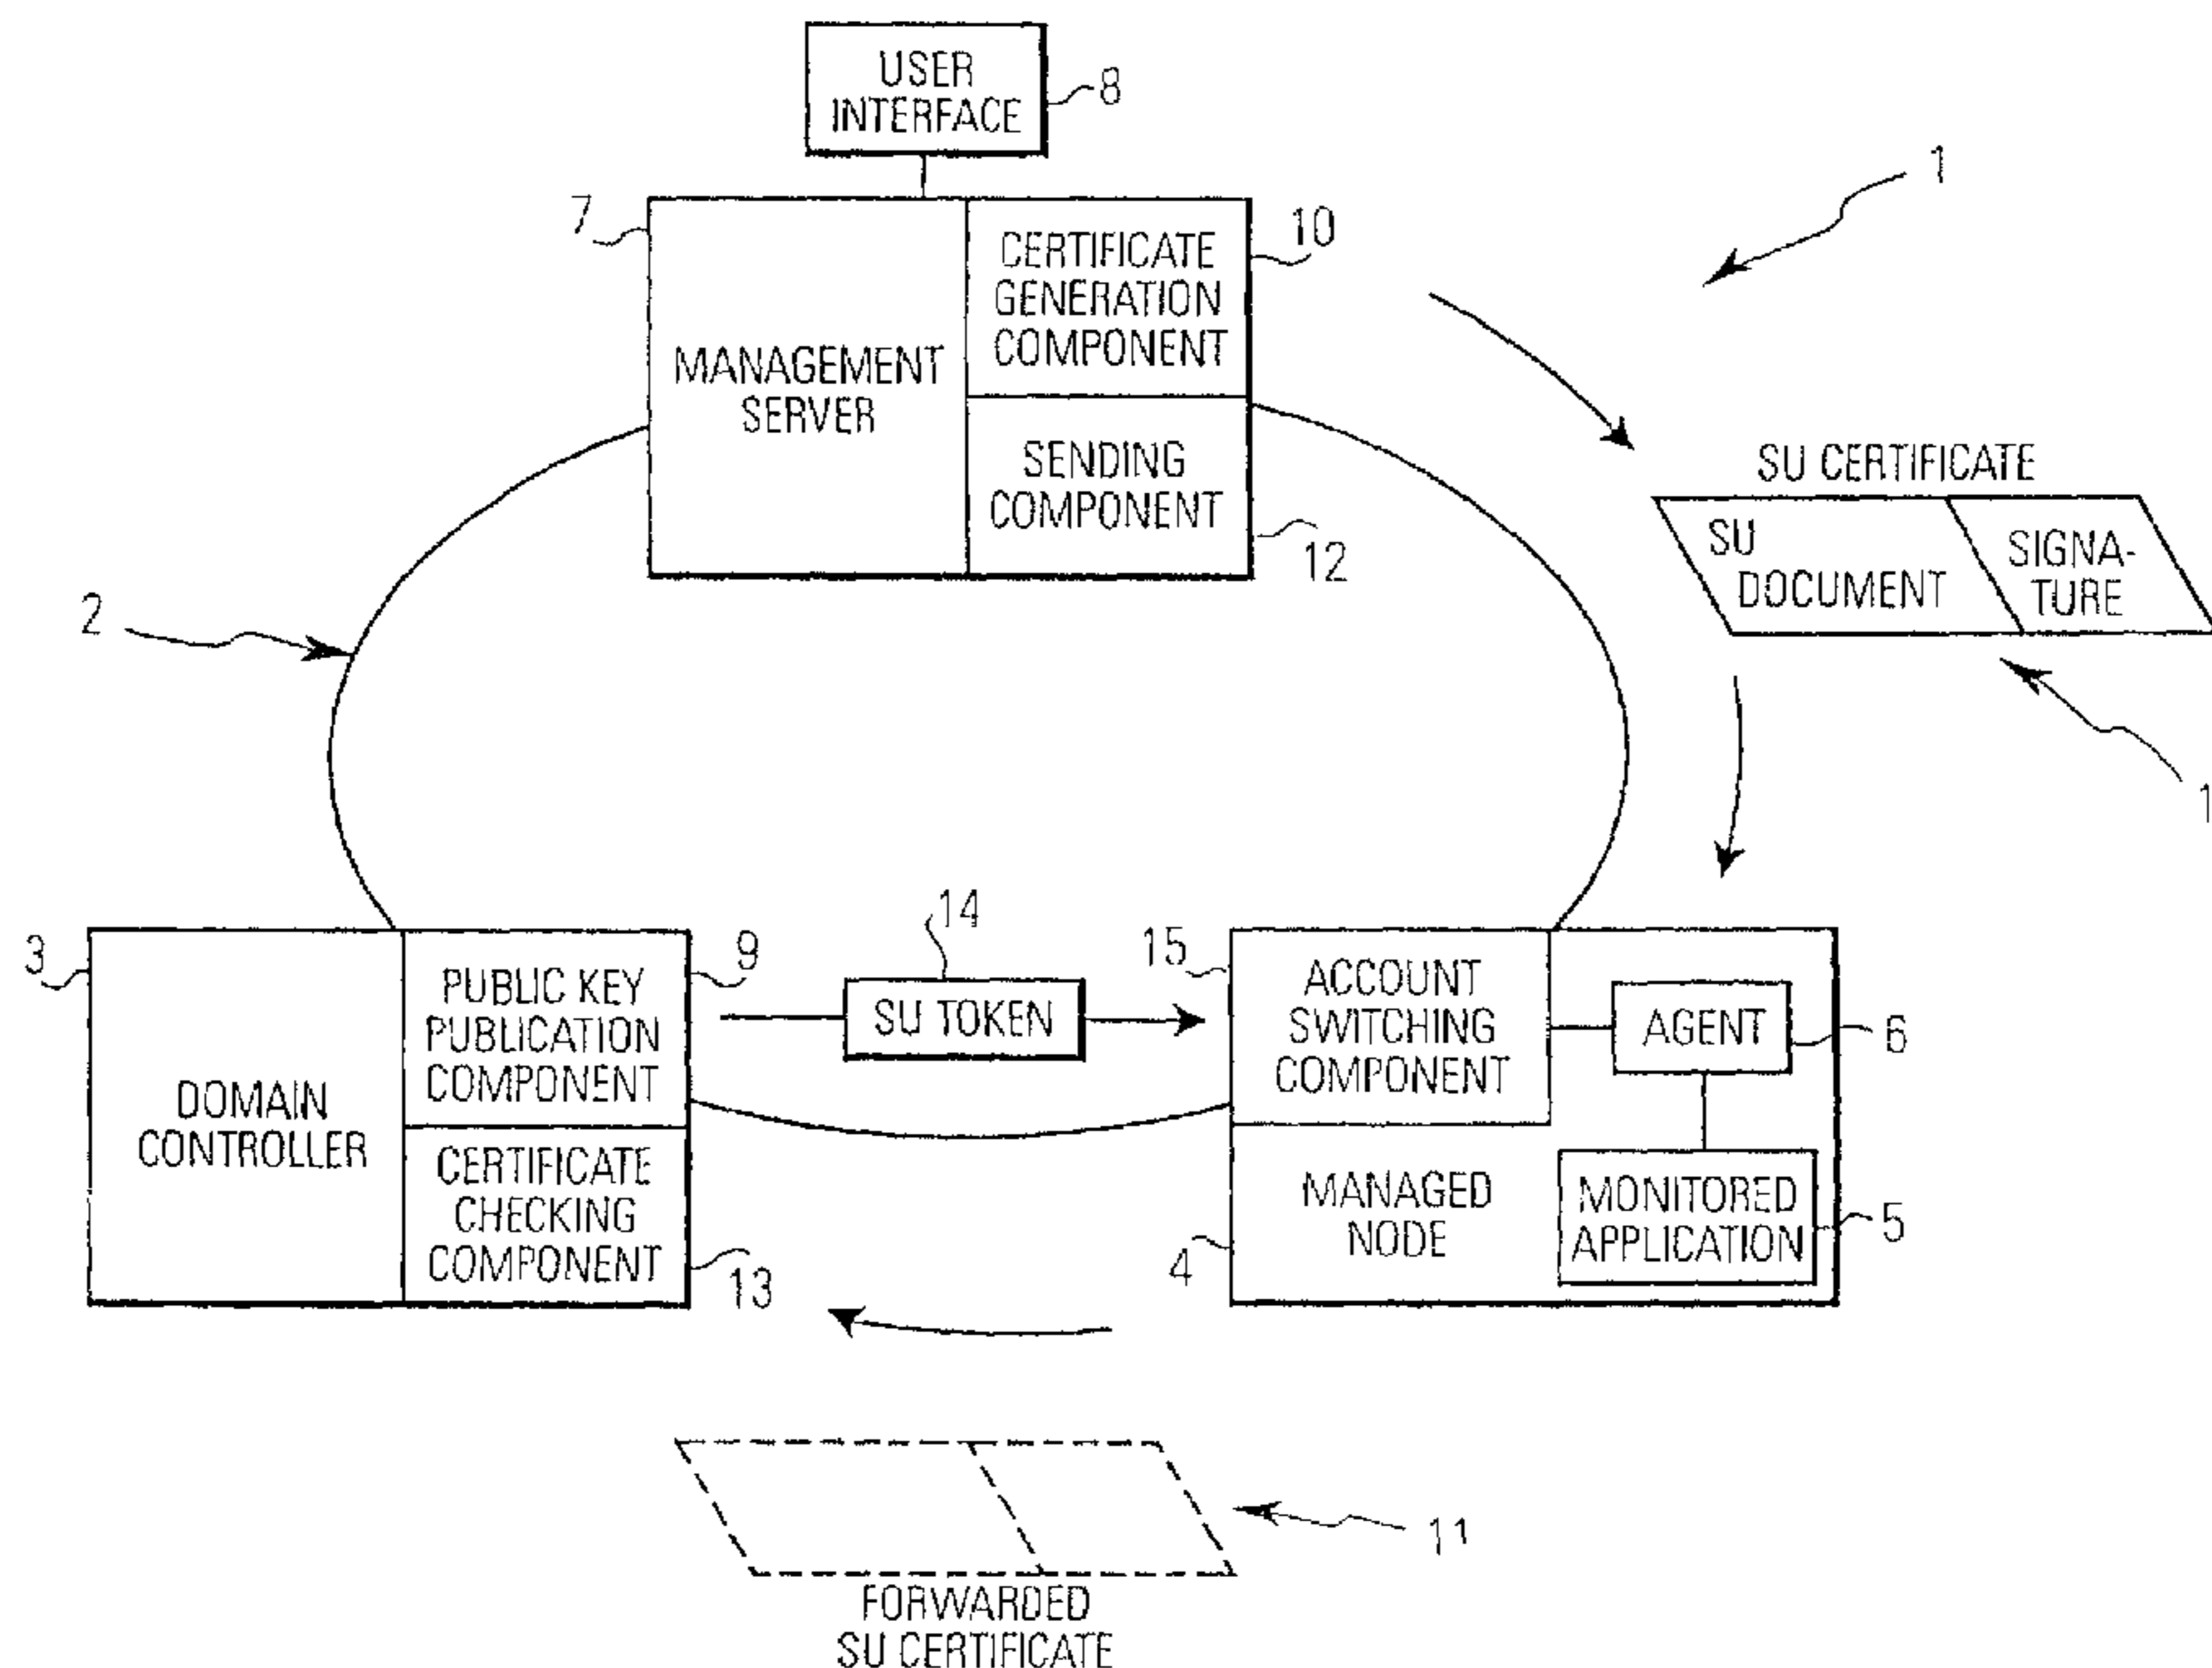 USER
INTERFACE
8
1
7
MANAGEMENT
SERVER
CERTIFICATE
GENERATION
COMPONENT
10
SENDING
COMPONENT
12
SU CERTIFICATE
SU
DOCUMENT
SIGNA-
TURE
1
2
3
DOMAIN
CONTROLLER
PUBLIC KEY
PUBLICATION
COMPONENT
9
CERTIFICATE
CHECKING
COMPONENT
13
14
SU TOKEN
15
ACCOUNT
SWITCHING
COMPONENT
AGENT
6
MANAGED
NODE
4
MONITORED
APPLICATION
5
11
FORWARDED
SU CERTIFICATE